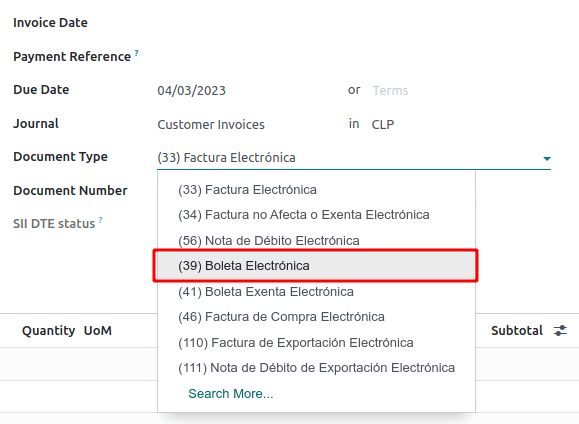 Invoice Date
Payment Reference ?
Due Date 04/03/2023 or Terms
Journal Customer Invoices in CLP
Document Type (33) Factura Electrónica
Document Number
SII DTE status ?
(33) Factura Electrónica
(34) Factura no Afecta o Exenta Electrónica
(56) Nota de Débito Electrónica
(39) Boleta Electrónica
(41) Boleta Exenta Electrónica
(46) Factura de Compra Electrónica
(110) Factura de Exportación Electrónica
(111) Nota de Débito de Exportación Electrónica
Search More...
Quantity UoM Subtotal